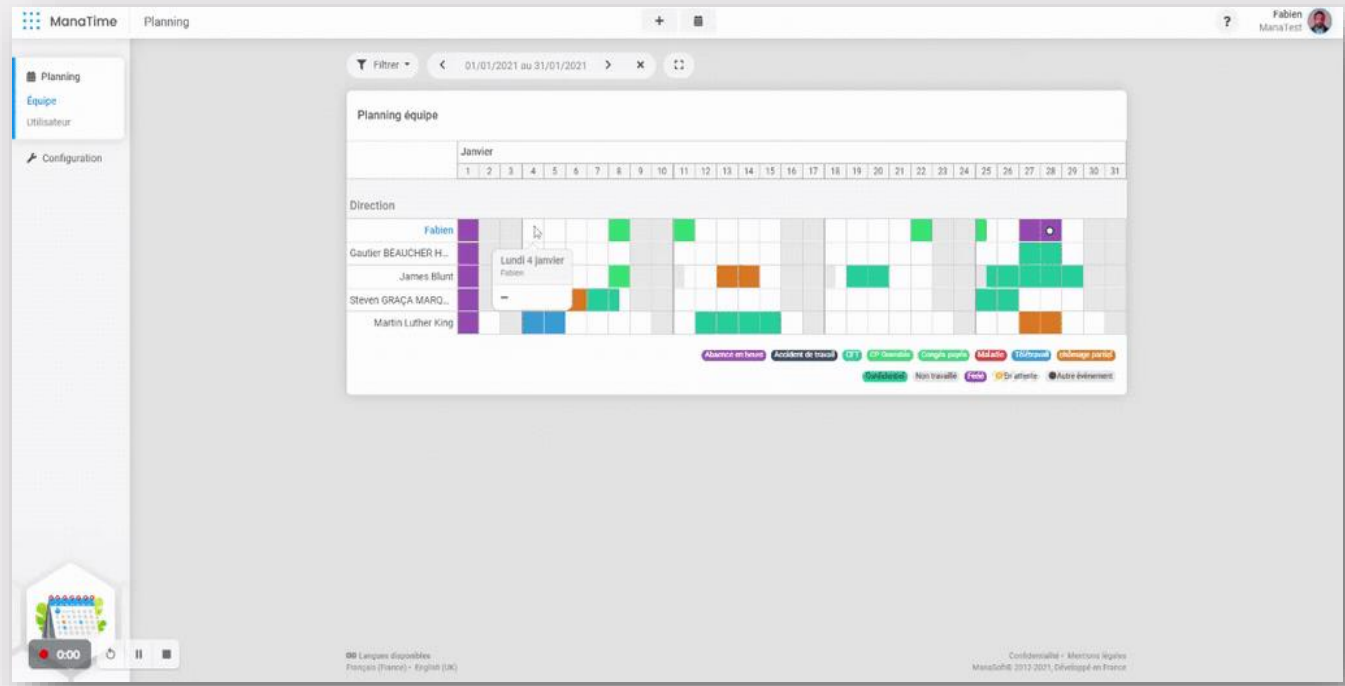 ManaTime Planning + ? Fabien
ManaTest
Planning
Équipe
Utilisateur
Configuration
Filtrer 01/01/2021 au 31/01/2021
Planning équipe
Janvier
1 2 3 4 5 6 7 8 9 10 11 12 13 14 15 16 17 18 19 20 21 22 23 24 25 26 27 28 29 30 31
Direction
Fabien
Gautier BEAUCHER H...
James Blunt
Steven GRAÇA MARQ...
Martin Luther King
Lundi 4 janvier
Fabien
–
Absence en heures Accident de travail CFT Congés payés Maladie Télétravail chômage partiel
Confidentiel Non travaillé Férié En attente Autre événement
0:00
Langues disponibles
Français (France) - English (UK)
Confidentialité - Mentions légales
ManaSoft© 2012-2021, Développé en France